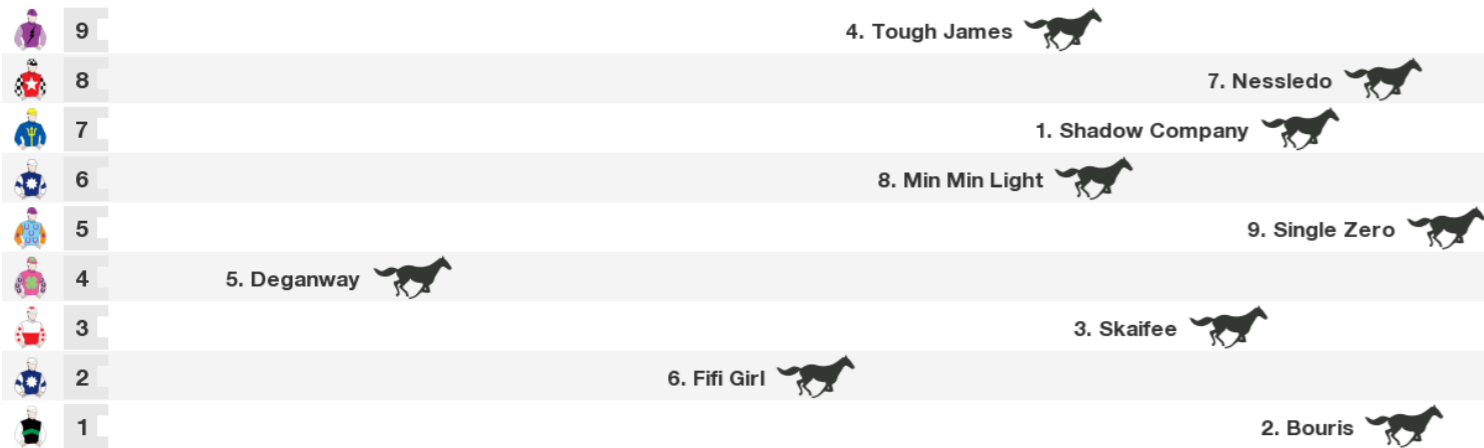 9 4. Tough James
8 7. Nessledo
7 1. Shadow Company
6 8. Min Min Light
5 9. Single Zero
4 5. Deganway
3 3. Skaifee
2 6. Fifi Girl
1 2. Bouris